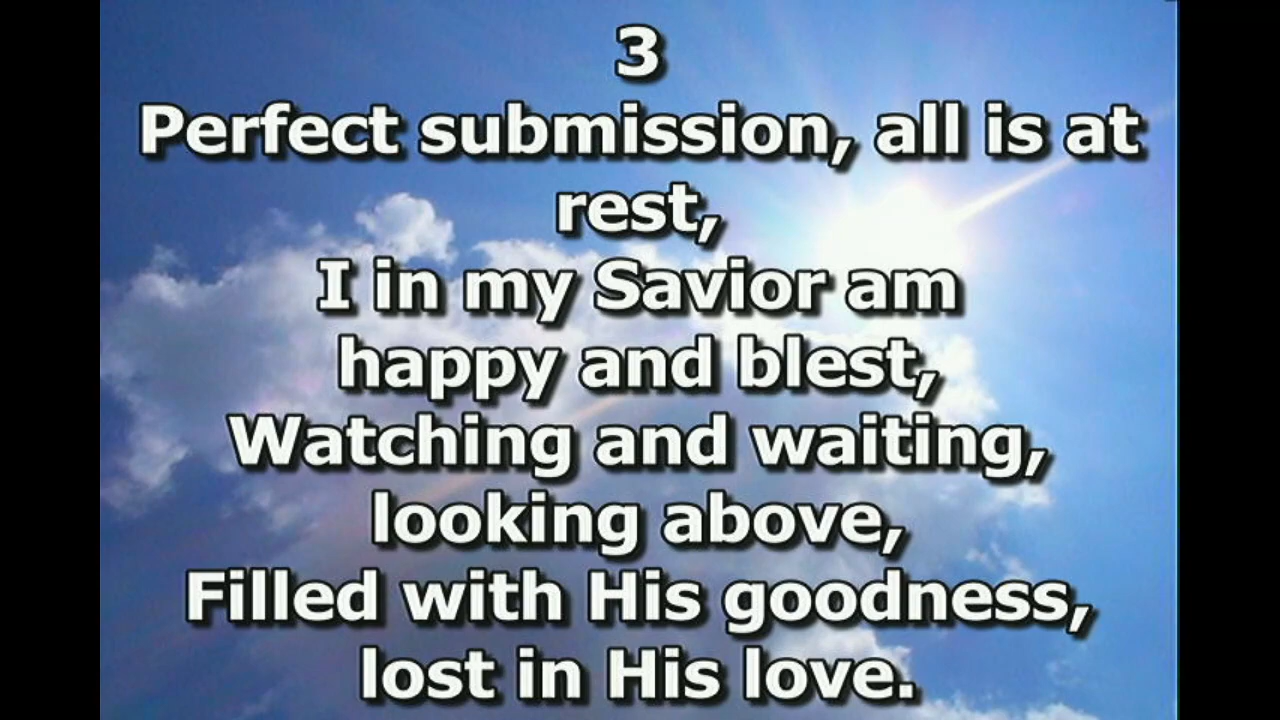 3
Perfect submission, all is at
rest,
I in my Savior am
happy and blest,
Watching and waiting,
looking above,
Filled with His goodness,
lost in His love.